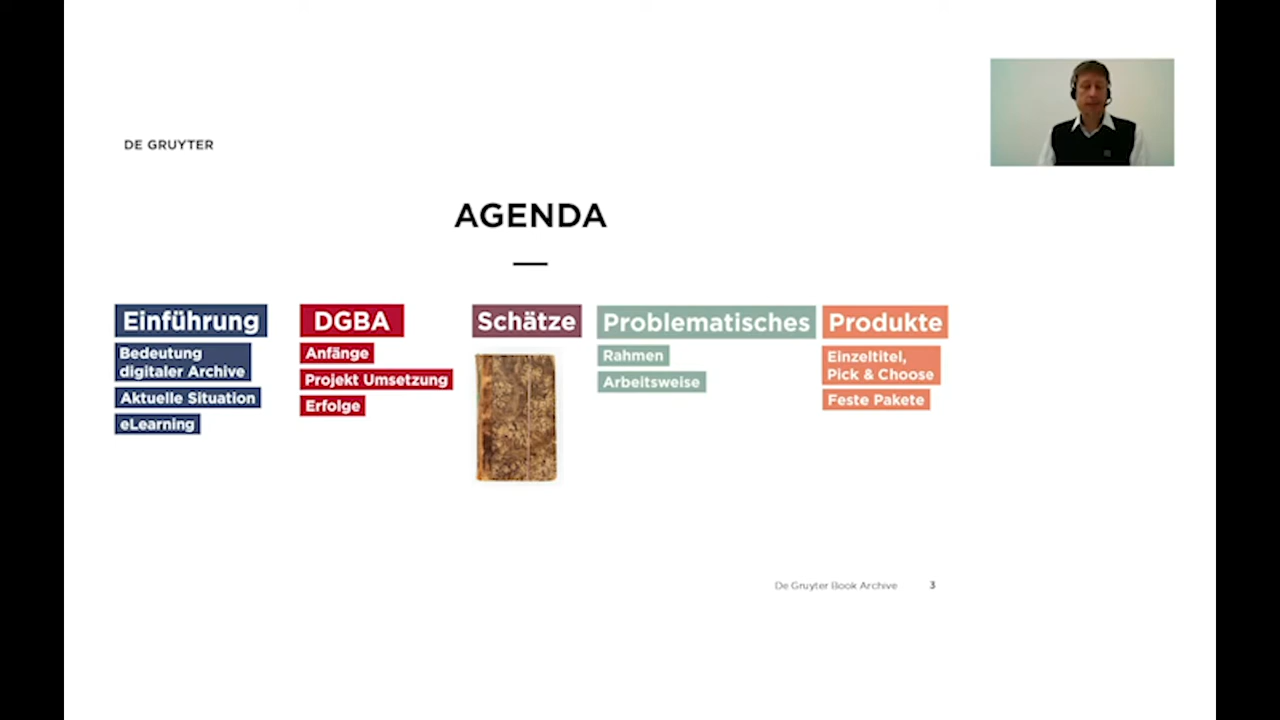 DE GRUYTER
AGENDA
Einführung
Bedeutung
digitaler Archive
Aktuelle Situation
eLearning
DGBA
Anfänge
Projekt Umsetzung
Erfolge
Schätze
Problematisches
Rahmen
Arbeitsweise
Produkte
Einzeltitel,
Pick & Choose
Feste Pakete
De Gruyter Book Archive 3